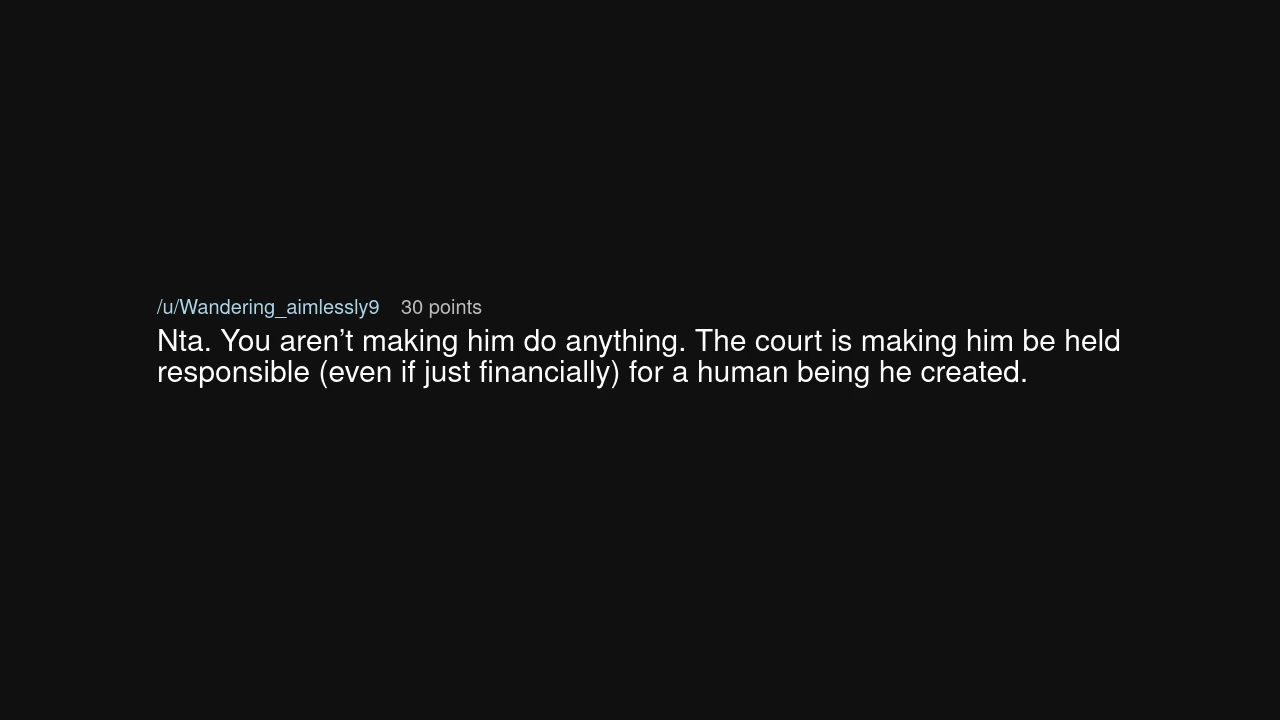 /u/Wandering_aimlessly9 30 points
Nta. You aren’t making him do anything. The court is making him be held
responsible (even if just financially) for a human being he created.